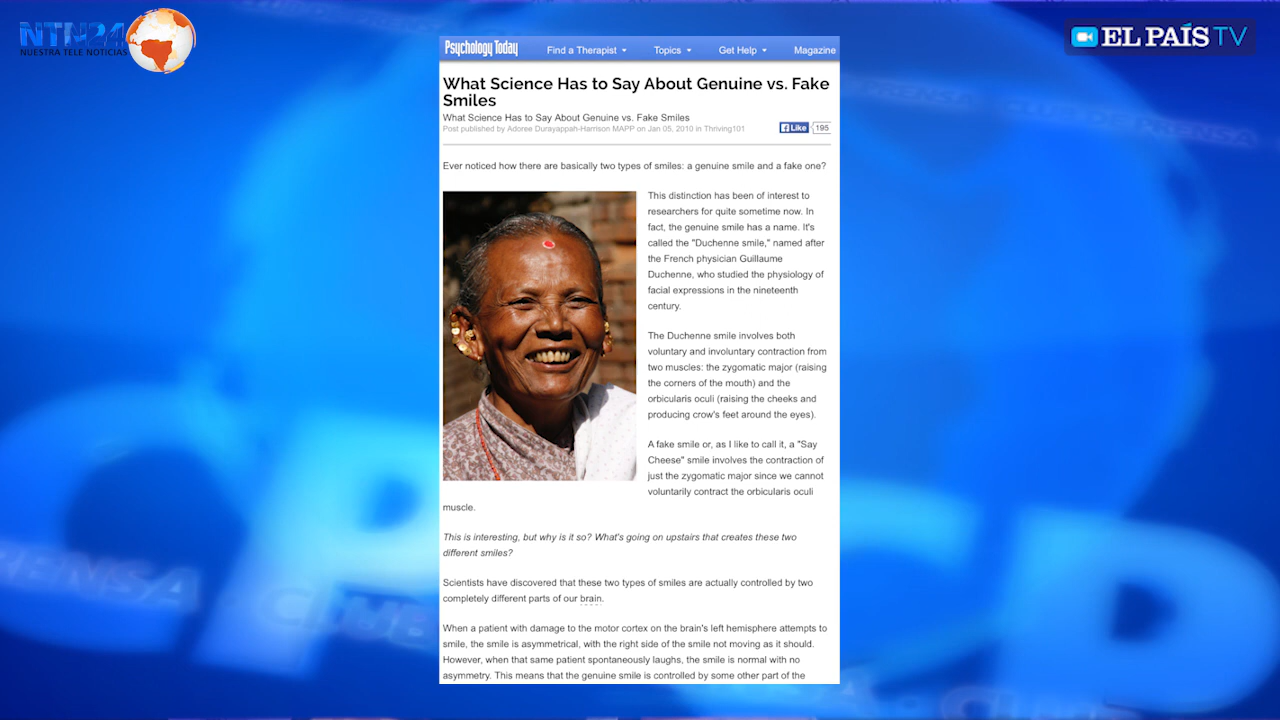 NTN24
NUESTRA TELE NOTICIAS
EL PAÍS TV
Psychology Today
Find a Therapist
Topics
Get Help
Magazine
What Science Has to Say About Genuine vs. Fake
Smiles
What Science Has to Say About Genuine vs. Fake Smiles
Post published by Adoree Durayappah-Harrison MAPP on Jan 05, 2010 in Thriving101
Like 195
Ever noticed how there are basically two types of smiles: a genuine smile and a fake one?
This distinction has been of interest to
researchers for quite sometime now. In
fact, the genuine smile has a name. It's
called the "Duchenne smile," named after
the French physician Guillaume
Duchenne, who studied the physiology of
facial expressions in the nineteenth
century.
The Duchenne smile involves both
voluntary and involuntary contraction from
two muscles: the zygomatic major (raising
the corners of the mouth) and the
orbicularis oculi (raising the cheeks and
producing crow's feet around the eyes).
A fake smile or, as I like to call it, a "Say
Cheese" smile involves the contraction of
just the zygomatic major since we cannot
voluntarily contract the orbicularis oculi
muscle.
This is interesting, but why is it so? What's going on upstairs that creates these two
different smiles?
Scientists have discovered that these two types of smiles are actually controlled by two
completely different parts of our brain.
When a patient with damage to the motor cortex on the brain's left hemisphere attempts to
smile, the smile is asymmetrical, with the right side of the smile not moving as it should.
However, when that same patient spontaneously laughs, the smile is normal with no
asymmetry. This means that the genuine smile is controlled by some other part of the
CP
PRENSA
CLUB
CP